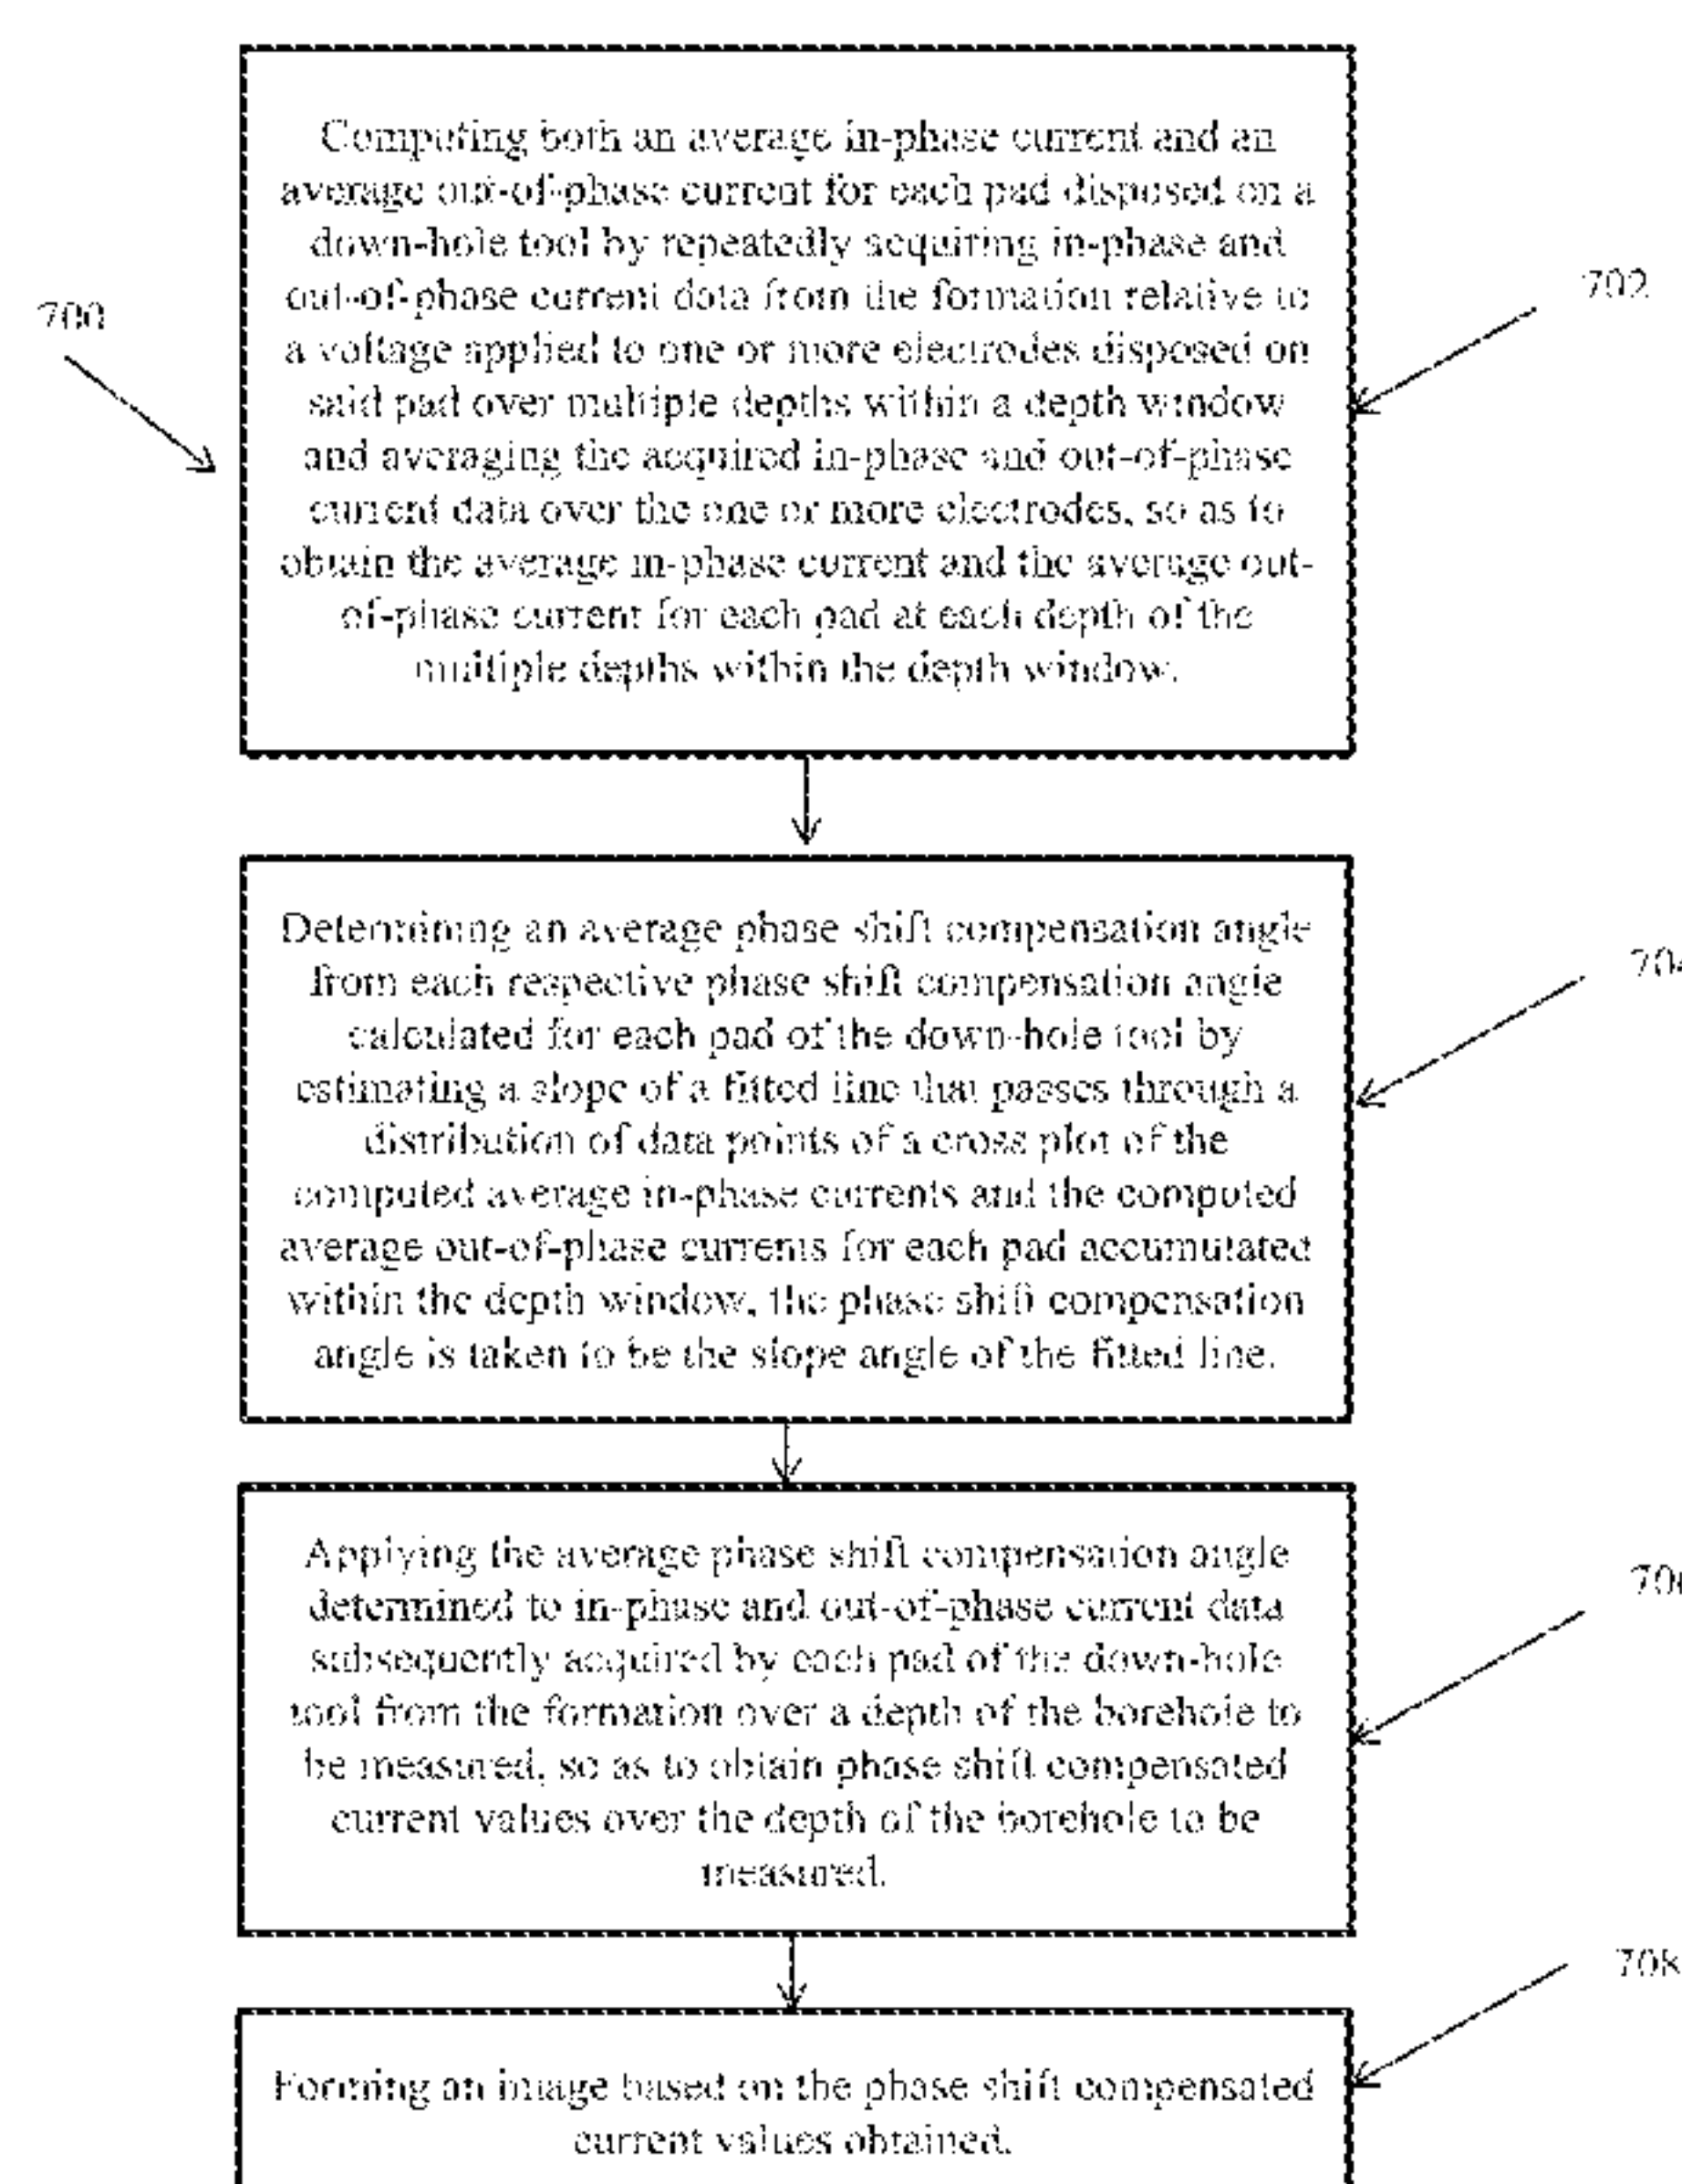 Computing both an average in-phase current and an
average out-of-phase current for each pad disposed on a
down-hole tool by repeatedly acquiring in-phase and
out-of-phase current data from the formation relative to
a voltage applied to one or more electrodes disposed on
said pad over multiple depths within a depth window
and averaging the acquired in-phase and out-of-phase
current data over the one or more electrodes, so as to
obtain the average in-phase current and the average out-
of-phase current for each pad at each depth of the
multiple depths within the depth window.
700
702
Determining an average phase shift compensation angle
from each respective phase shift compensation angle
calculated for each pad of the down-hole tool by
estimating a slope of a fitted line that passes through a
distribution of data points of a cross plot of the
computed average in-phase currents and the computed
average out-of-phase currents for each pad accumulated
within the depth window, the phase shift compensation
angle is taken to be the slope angle of the fitted line.
Applying the average phase shift compensation angle
determined to in-phase and out-of-phase current data
subsequently acquired by each pad of the down-hole
tool from the formation over a depth of the borehole to
be measured, so as to obtain phase shift compensated
current values over the depth of the borehole to be
measured.
708
Forming an image based on the phase shift compensated
current values obtained.